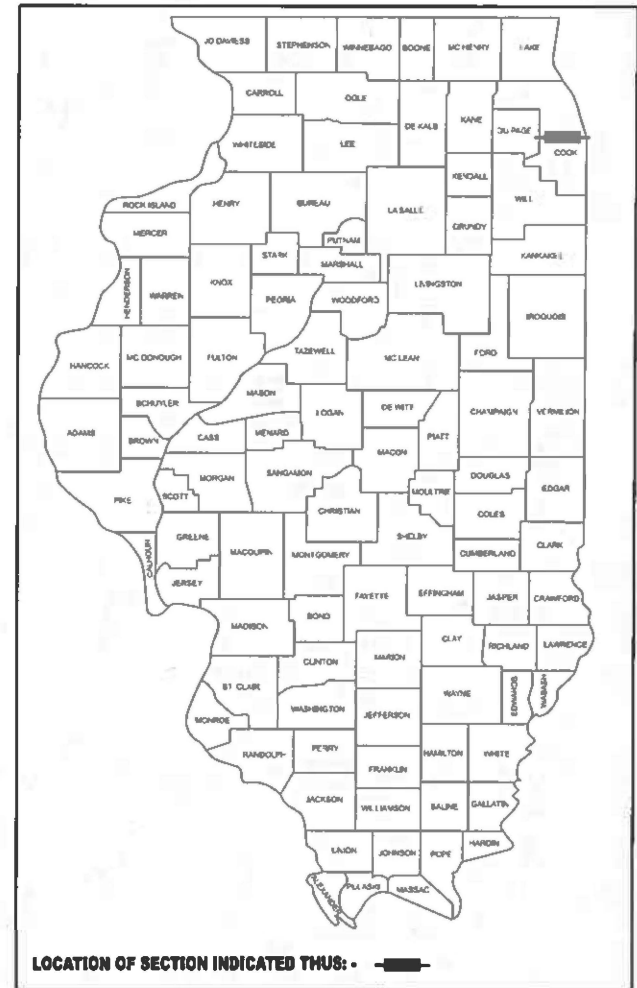 JO DAVIESS STEPHENSON WINNEBAGO BOONE MC HENRY LAKE
CARROLL OGLE
DE KALB KANE DU PAGE COOK
WHITESIDE LEE
KENDALL
ROCK ISLAND HENRY BUREAU LA SALLE WILL
MERCER GRUNDY
PUTNAM
STARK MARSHALL KANKAKEE
HENDERSON WARREN KNOX PEORIA WOODFORD LIVINGSTON
IROQUOIS
HANCOCK MC DONOUGH FULTON TAZEWELL MC LEAN FORD
MASON
SCHUYLER LOGAN DE WITT CHAMPAIGN VERMILION
ADAMS BROWN CASS MENARD MACON PIATT
MORGAN SANGAMON DOUGLAS EDGAR
PIKE SCOTT CHRISTIAN MOULTRIE
COLES
CALHOUN GREENE MACOUPIN MONTGOMERY SHELBY CUMBERLAND CLARK
JERSEY
FAYETTE EFFINGHAM JASPER CRAWFORD
MADISON BOND
CLAY RICHLAND LAWRENCE
CLINTON MARION
ST. CLAIR WAYNE EDWARDS WABASH
WASHINGTON
MONROE JEFFERSON
RANDOLPH PERRY HAMILTON WHITE
FRANKLIN
JACKSON WILLIAMSON SALINE GALLATIN
UNION JOHNSON POPE HARDIN
ALEXANDER PULASKI MASSAC
LOCATION OF SECTION INDICATED THUS: -